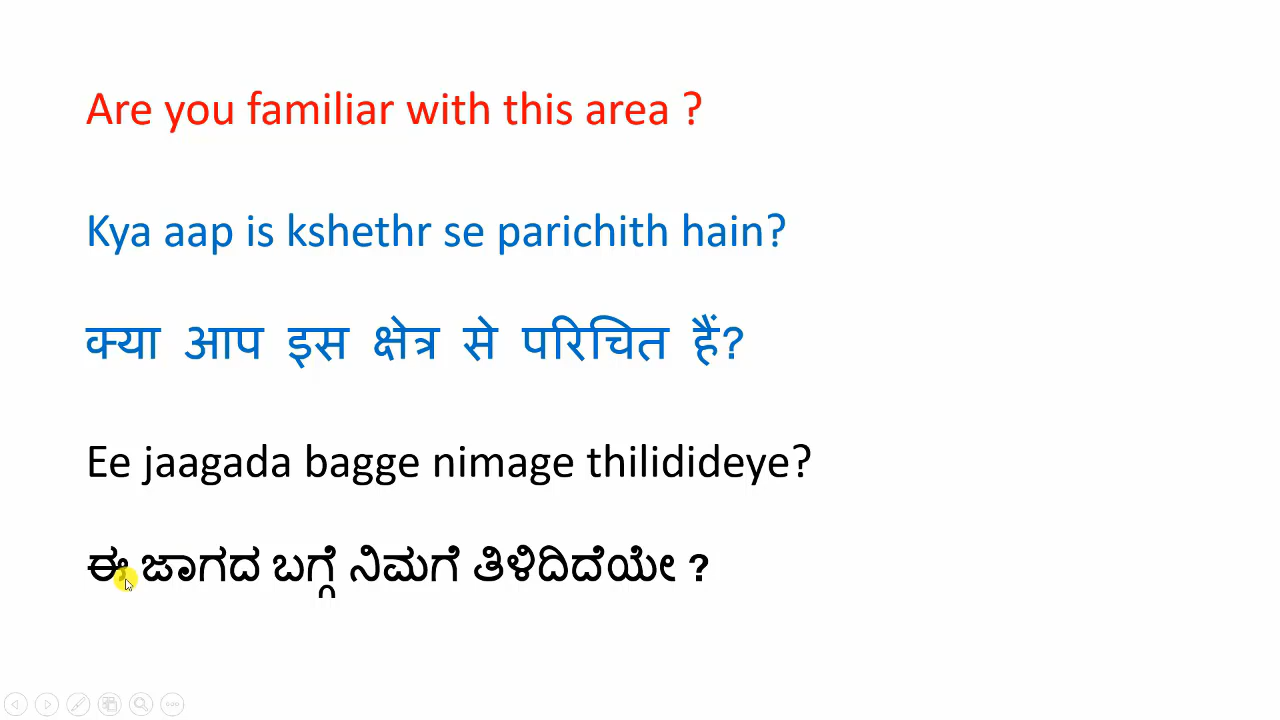 Are you familiar with this area ?
Kya aap is kshethr se parichith hain?
क्या आप इस क्षेत्र से परिचित हैं?
Ee jaagada bagge nimage thilidideye?
ಈ ಜಾಗದ ಬಗ್ಗೆ ನಿಮಗೆ ತಿಳಿದಿದೆಯೇ ?